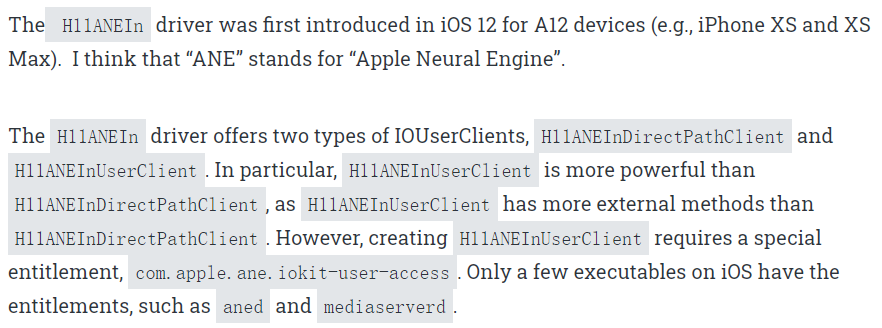 The H11ANEIn driver was first introduced in iOS 12 for A12 devices (e.g., iPhone XS and XS
Max). I think that “ANE” stands for “Apple Neural Engine”.
The H11ANEIn driver offers two types of IOUserClients, H11ANEInDirectPathClient and
H11ANEInUserClient. In particular, H11ANEInUserClient is more powerful than
H11ANEInDirectPathClient, as H11ANEInUserClient has more external methods than
H11ANEInDirectPathClient. However, creating H11ANEInUserClient requires a special
entitlement, com.apple.ane.iokit-user-access. Only a few executables on iOS have the
entitlements, such as aned and mediaserverd.